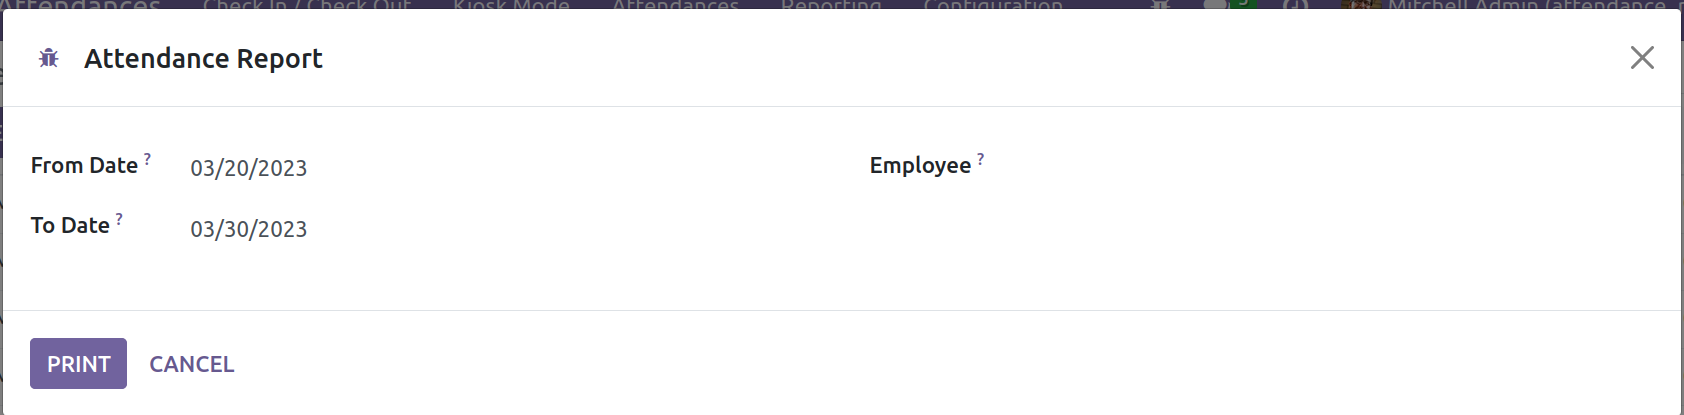 Attendances Check In / Check Out Kiosk Mode Attendances Reporting Configuration Mitchell Admin (attendance_
Attendance Report
From Date ? 03/20/2023 Employee ?
To Date ? 03/30/2023
PRINT CANCEL